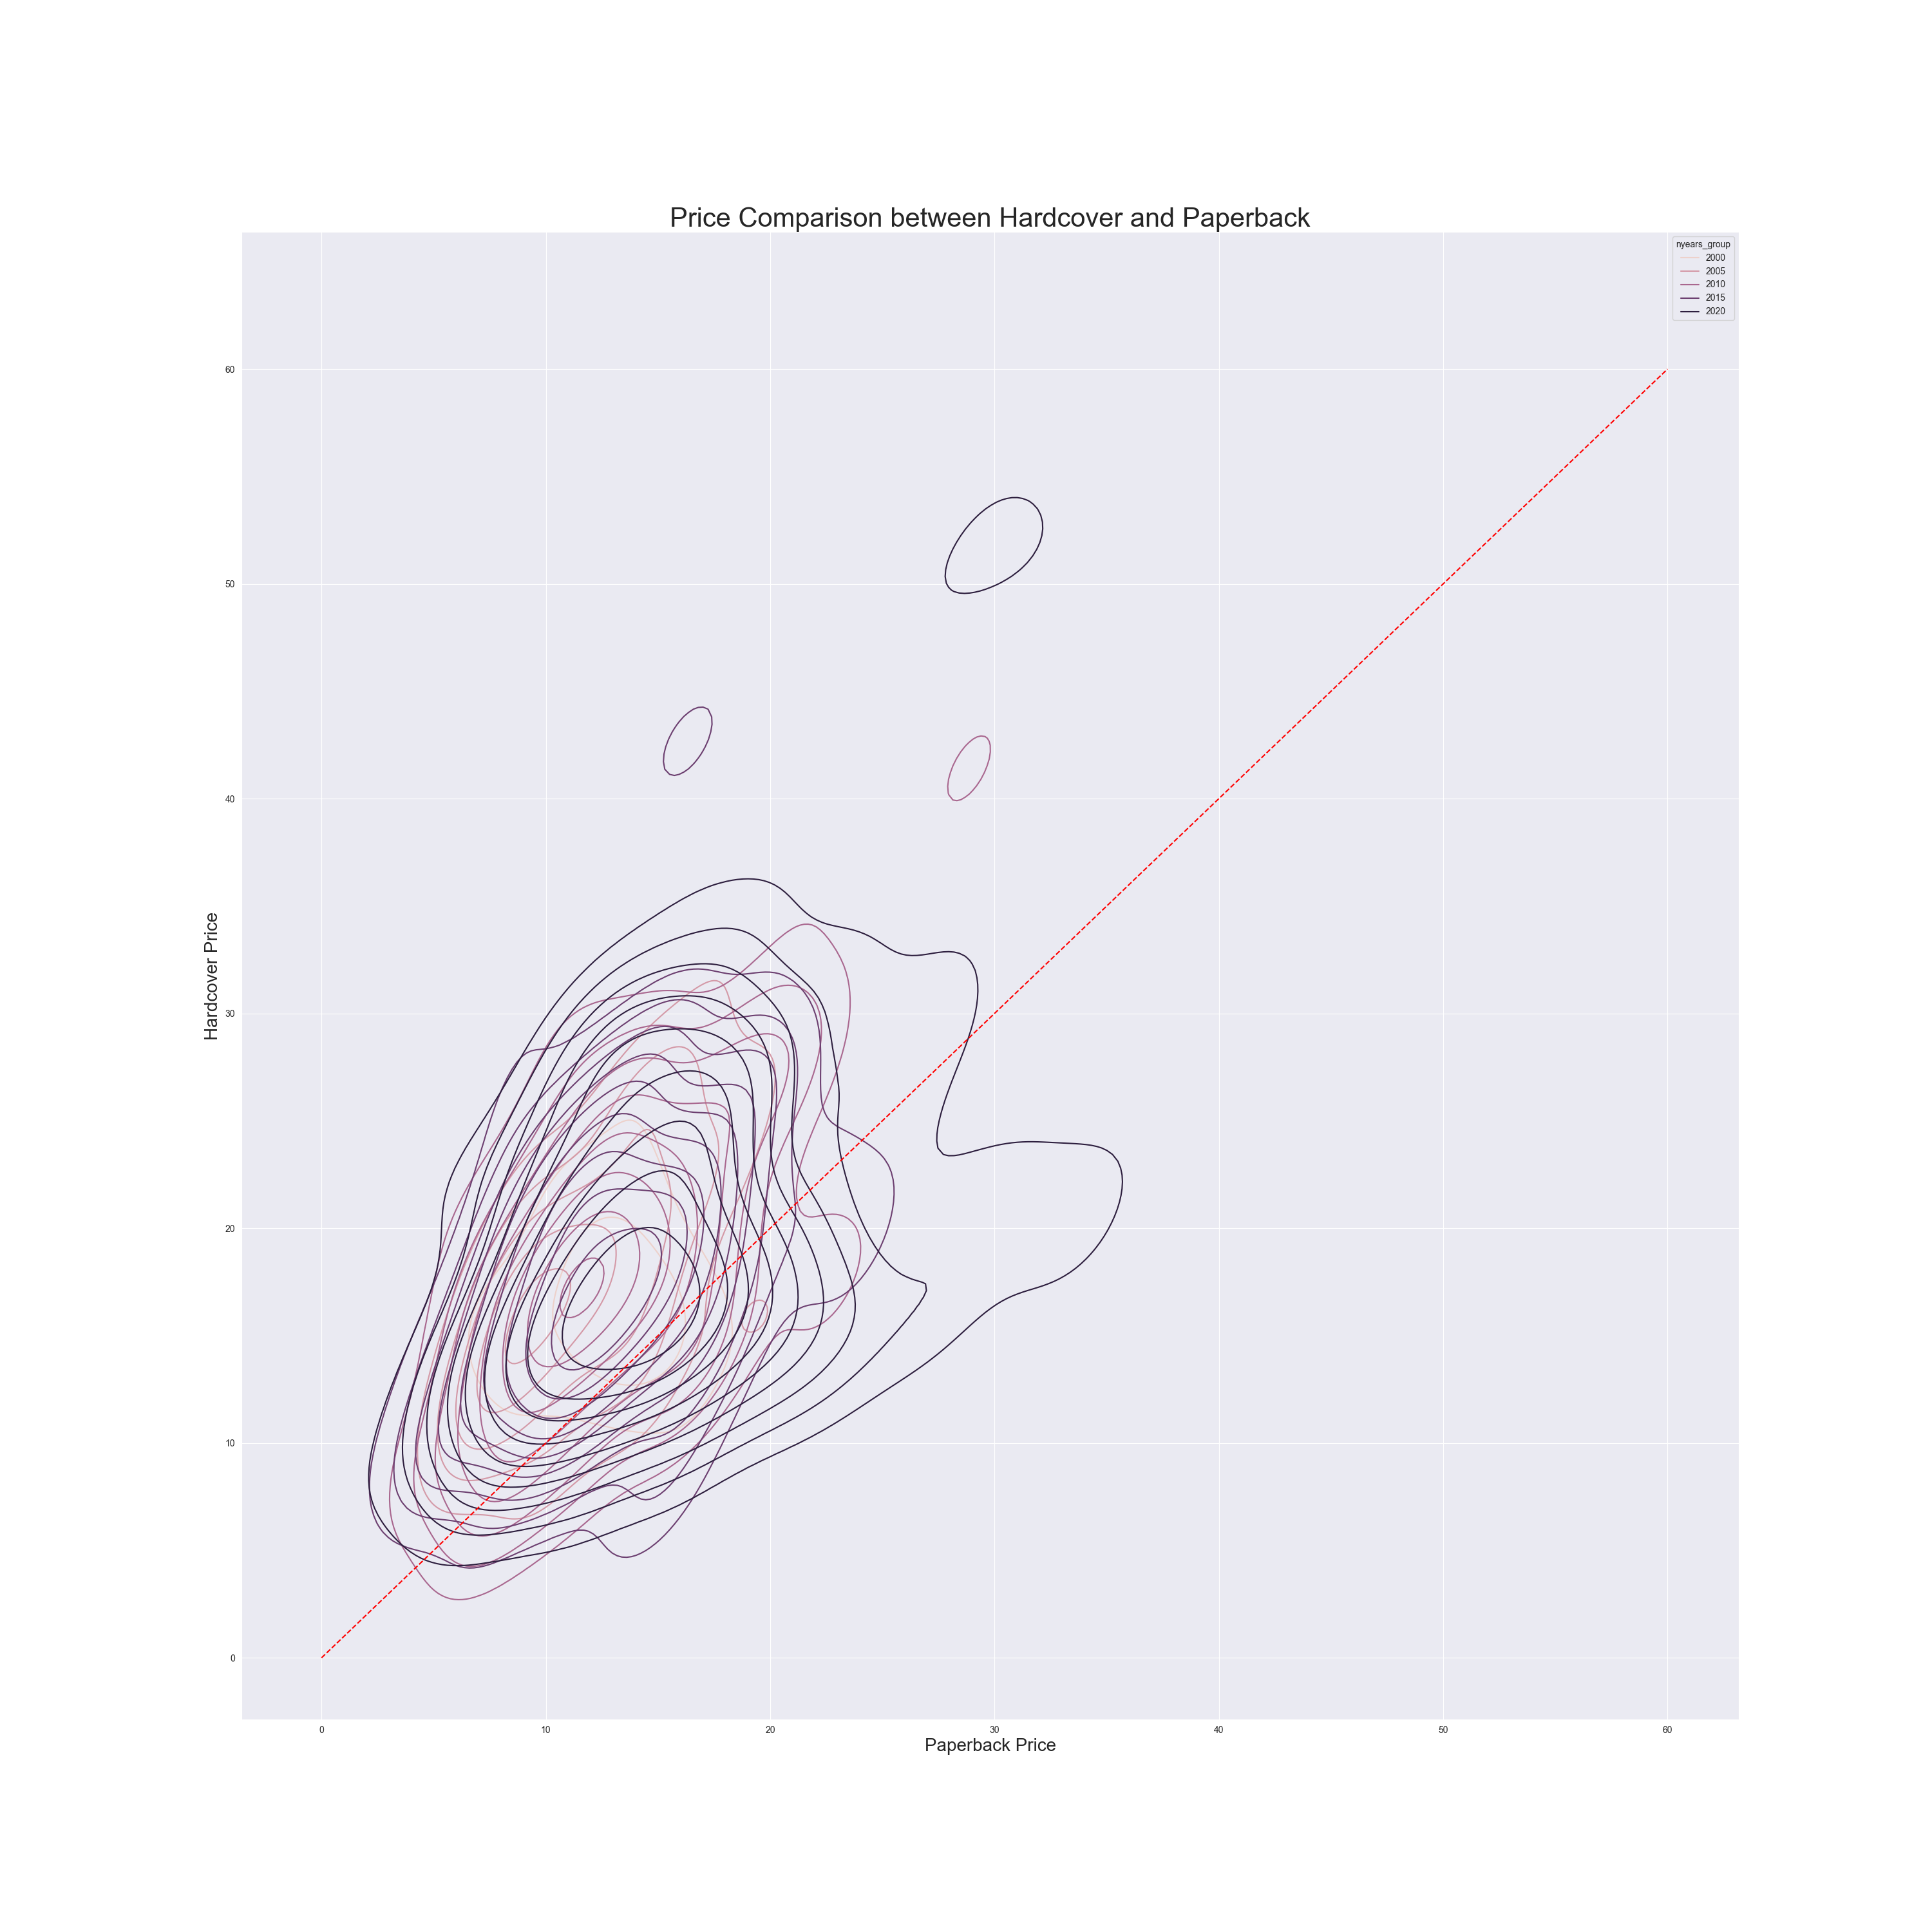 Price Comparison between Hardcover and Paperback
nyears_group
2000
2005
2010
2015
2020
60
50
40
30
20
10
0
Hardcover Price
0 10 20 30 40 50 60
Paperback Price